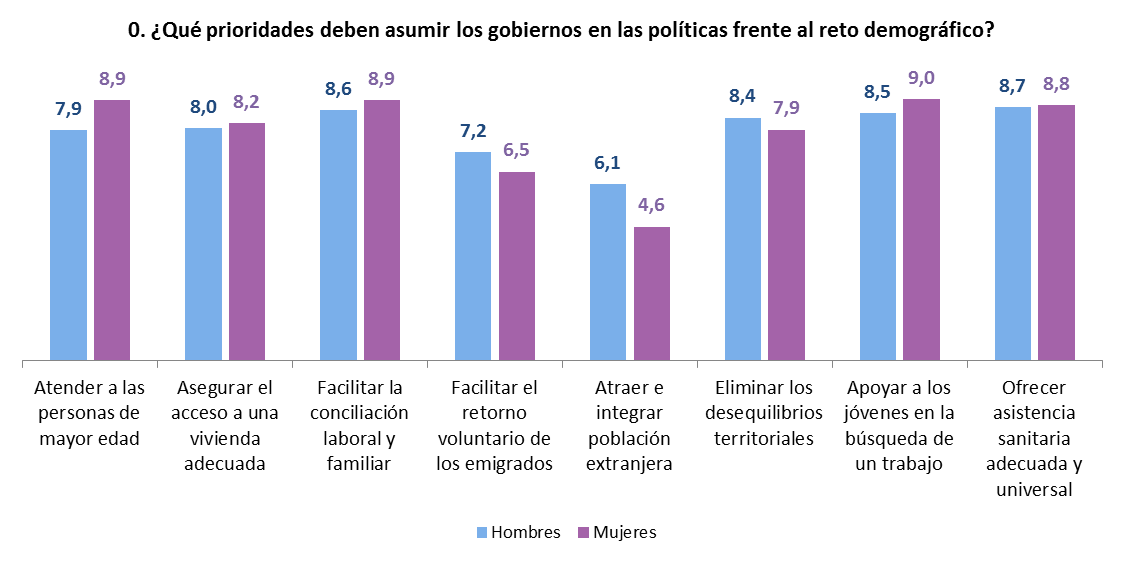 0. ¿Qué prioridades deben asumir los gobiernos en las políticas frente al reto demográfico?
7,9
8,9
8,0
8,2
8,6
8,9
7,2
6,5
6,1
4,6
8,4
7,9
8,5
9,0
8,7
8,8
Atender a las
personas de
mayor edad
Asegurar el
acceso a una
vivienda
adecuada
Facilitar la
conciliación
laboral y
familiar
Facilitar el
retorno
voluntario de
los emigrados
Atraer e
integrar
población
extranjera
Eliminar los
desequilibrios
territoriales
Apoyar a los
jóvenes en la
búsqueda de
un trabajo
Ofrecer
asistencia
sanitaria
adecuada y
universal
Hombres
Mujeres